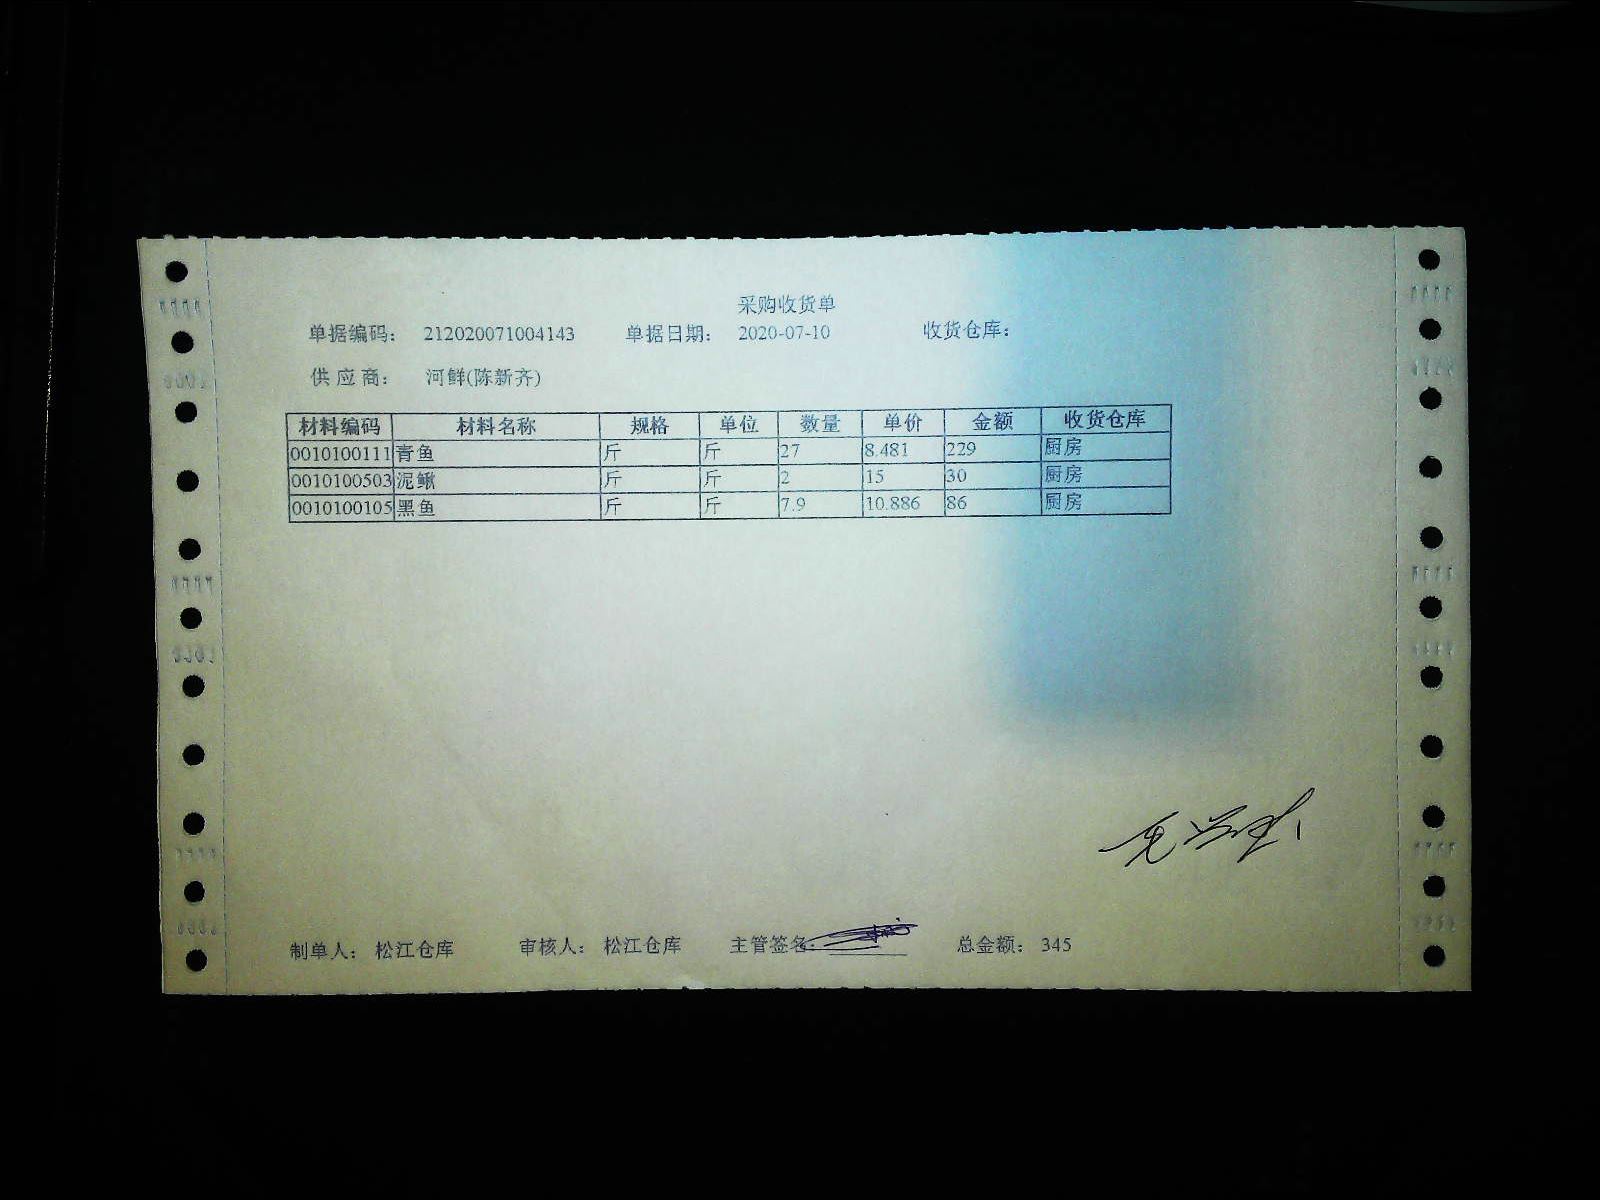 采购收货单
单据编码： 212020071004143 单据日期： 2020-07-10 收货仓库：
供应商： 河鲜(陈新齐)
材料编码 材料名称 规格 单位 数量 单价 金额 收货仓库
0010100111 青鱼 斤 斤 27 8.481 229 厨房
0010100503 泥鳅 斤 斤 2 15 30 厨房
0010100105 黑鱼 斤 斤 7.9 10.886 86 厨房
制单人： 松江仓库 审核人： 松江仓库 主管签名： 总金额： 345